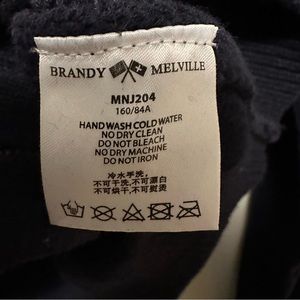 BRANDY MELVILLE
MNJ204
160/84A
HAND WASH COLD WATER
NO DRY CLEAN
DO NOT BLEACH
NO DRY MACHINE
DO NOT IRON
冷水手洗,
不可干洗,不可漂白
不可烘干,不可熨烫